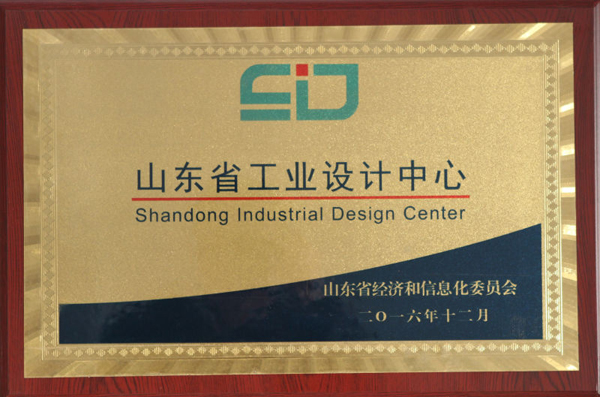 山东省工业设计中心
Shandong Industrial Design Center
山东省经济和信息化委员会
二〇一六年十二月